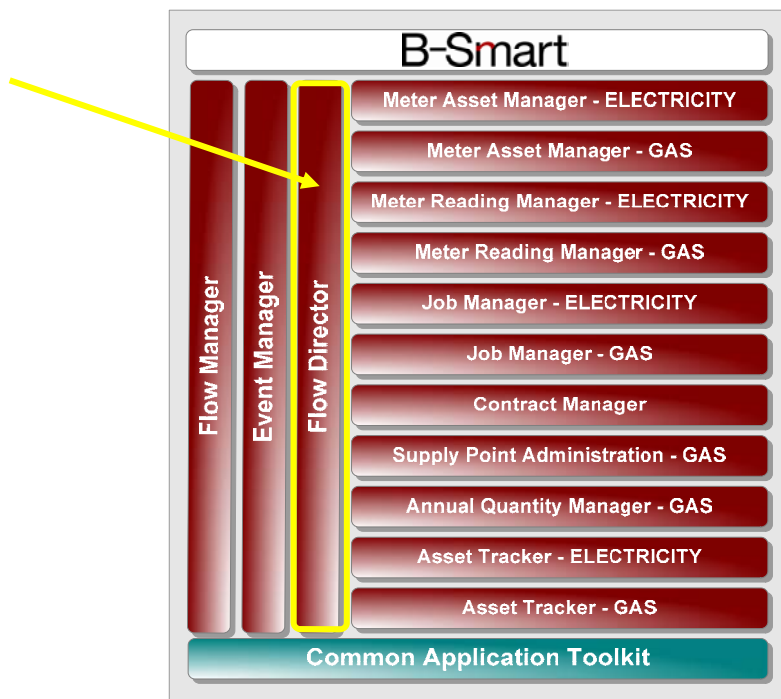 B-Smart
Flow Manager
Event Manager
Flow Director
Meter Asset Manager - ELECTRICITY
Meter Asset Manager - GAS
Meter Reading Manager - ELECTRICITY
Meter Reading Manager - GAS
Job Manager - ELECTRICITY
Job Manager - GAS
Contract Manager
Supply Point Administration - GAS
Annual Quantity Manager - GAS
Asset Tracker - ELECTRICITY
Asset Tracker - GAS
Common Application Toolkit